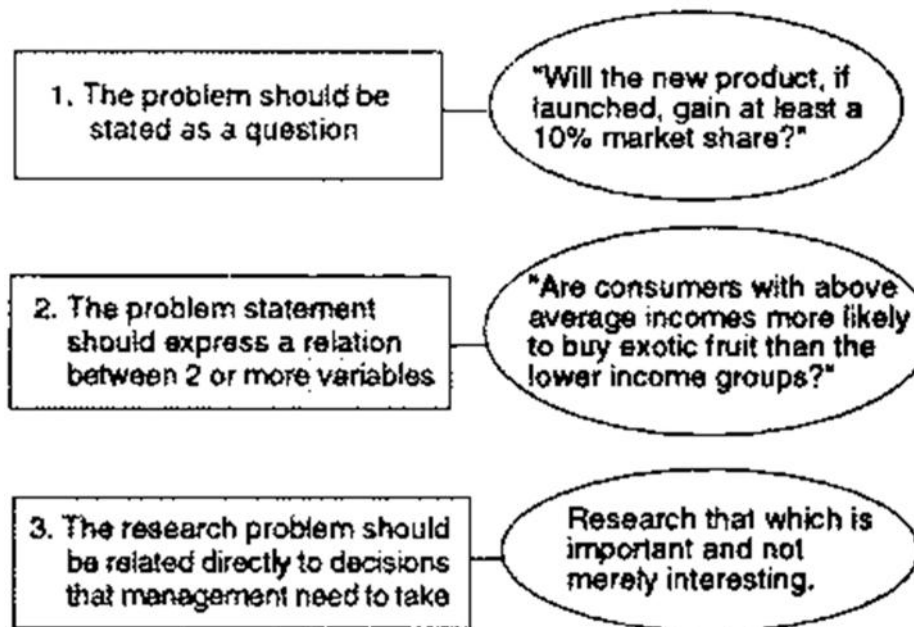 1. The problem should be
stated as a question
"Will the new product, if
launched, gain at least a
10% market share?"
2. The problem statement
should express a relation
between 2 or more variables
"Are consumers with above
average incomes more likely
to buy exotic fruit than the
lower income groups?"
3. The research problem should
be related directly to decisions
that management need to take
Research that which is
important and not
merely interesting.